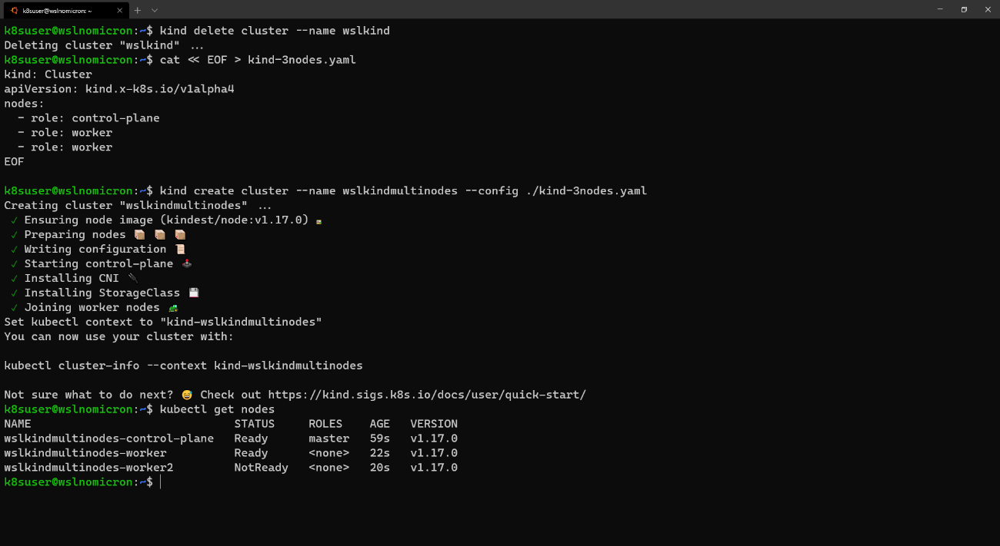 k8suser@wslnomicron: ~
k8suser@wslnomicron:~$ kind delete cluster --name wslkind
Deleting cluster "wslkind" ...
k8suser@wslnomicron:~$ cat << EOF > kind-3nodes.yaml
kind: Cluster
apiVersion: kind.x-k8s.io/v1alpha4
nodes:
  - role: control-plane
  - role: worker
  - role: worker
EOF
k8suser@wslnomicron:~$ kind create cluster --name wslkindmultinodes --config ./kind-3nodes.yaml
Creating cluster "wslkindmultinodes" ...
 ✓ Ensuring node image (kindest/node:v1.17.0) 🖼
 ✓ Preparing nodes 📦 📦 📦
 ✓ Writing configuration 📜
 ✓ Starting control-plane 🕹️
 ✓ Installing CNI 🔌
 ✓ Installing StorageClass 💾
 ✓ Joining worker nodes 🚜
Set kubectl context to "kind-wslkindmultinodes"
You can now use your cluster with:
kubectl cluster-info --context kind-wslkindmultinodes
Not sure what to do next? 😅 Check out https://kind.sigs.k8s.io/docs/user/quick-start/
k8suser@wslnomicron:~$ kubectl get nodes
NAME                              STATUS     ROLES    AGE   VERSION
wslkindmultinodes-control-plane   Ready      master   59s   v1.17.0
wslkindmultinodes-worker          Ready      <none>   22s   v1.17.0
wslkindmultinodes-worker2         NotReady   <none>   20s   v1.17.0
k8suser@wslnomicron:~$